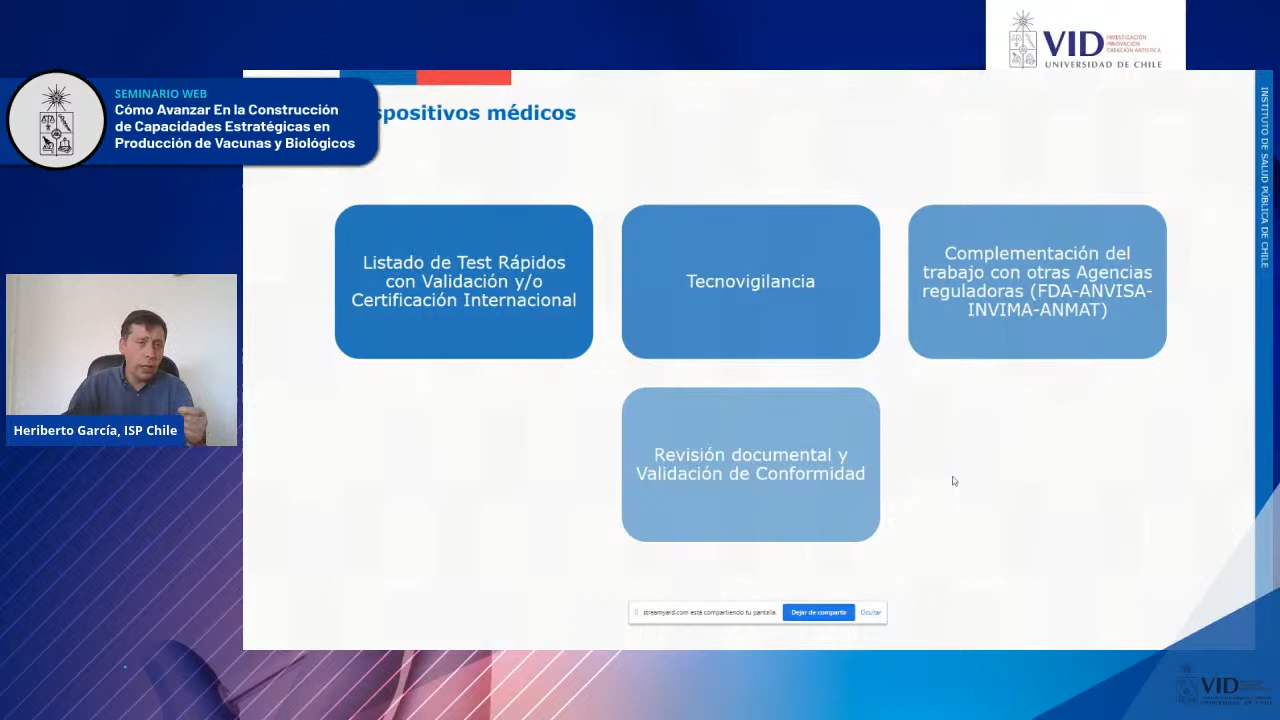 VID
INVESTIGACIÓN
INNOVACIÓN
CREACIÓN ARTÍSTICA
UNIVERSIDAD DE CHILE
SEMINARIO WEB
Cómo Avanzar En la Construcción
de Capacidades Estratégicas en
Producción de Vacunas y Biológicos
spositivos médicos
INSTITUTO DE SALUD PÚBLICA DE CHILE
Listado de Test Rápidos
con Validación y/o
Certificación Internacional
Tecnovigilancia
Complementación del
trabajo con otras Agencias
reguladoras (FDA-ANVISA-
INVIMA-ANMAT)
Heriberto García, ISP Chile
Revisión documental y
Validación de Conformidad
streamyard.com está compartiendo tu pantalla.
Dejar de compartir
Ocultar
VID
UNIVERSIDAD DE CHILE